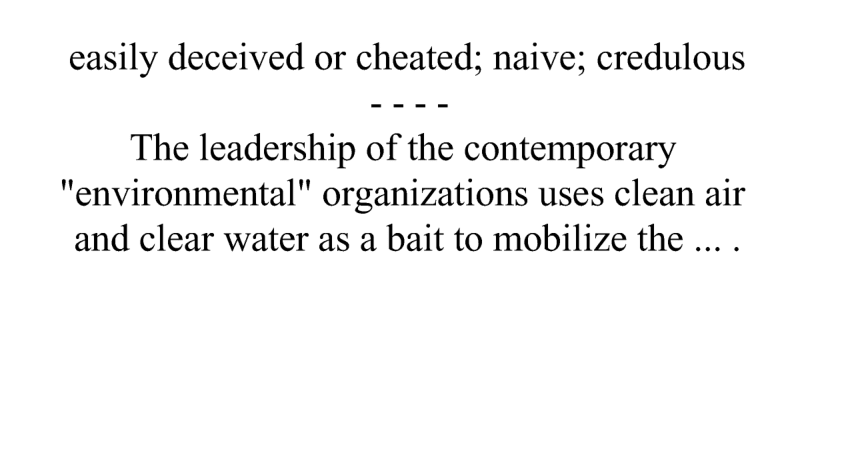 easily deceived or cheated; naive; credulous
- - - -
The leadership of the contemporary
"environmental" organizations uses clean air
and clear water as a bait to mobilize the ... .